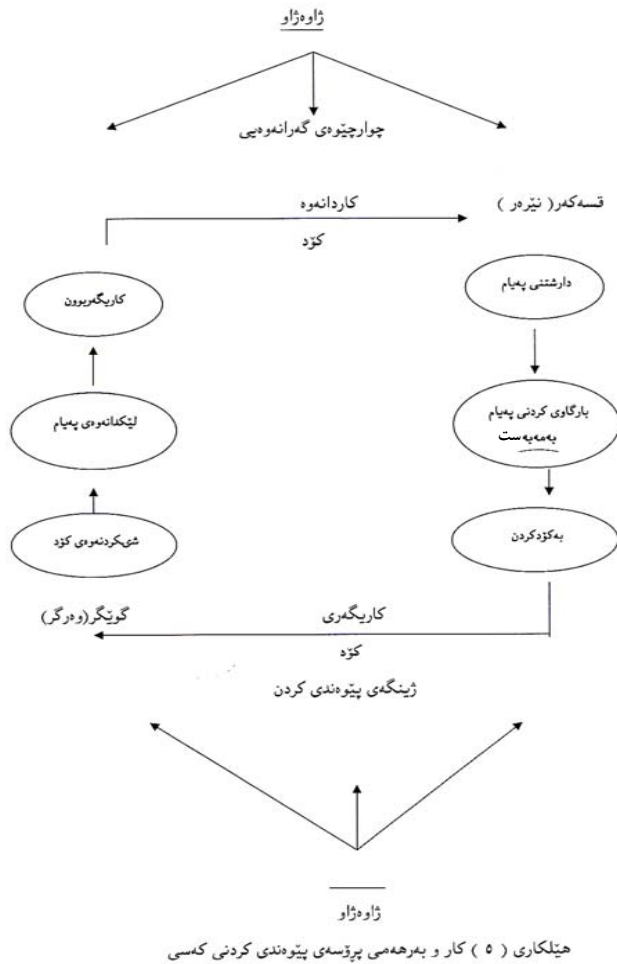 ژاوەژاو
چوارچێوەی گەرانەوەیی
قسەکەر( نێرەر )
کاردانەوە
کۆد
دارشتنی پەیام
کاریگەربوون
بارگاوی کردنی پەیام
بەمەبەست
لێکدانەوەی پەیام
بەکۆدکردن
شیکردنەوەی کۆد
کاریگەری
گوێگر(وەرگر)
کۆد
ژینگەی پێوەندی کردن
ژاوەژاو
هێلکاری ( ٥ ) کار و بەرهەمی پرۆسەی پێوەندی کردنی کەسی